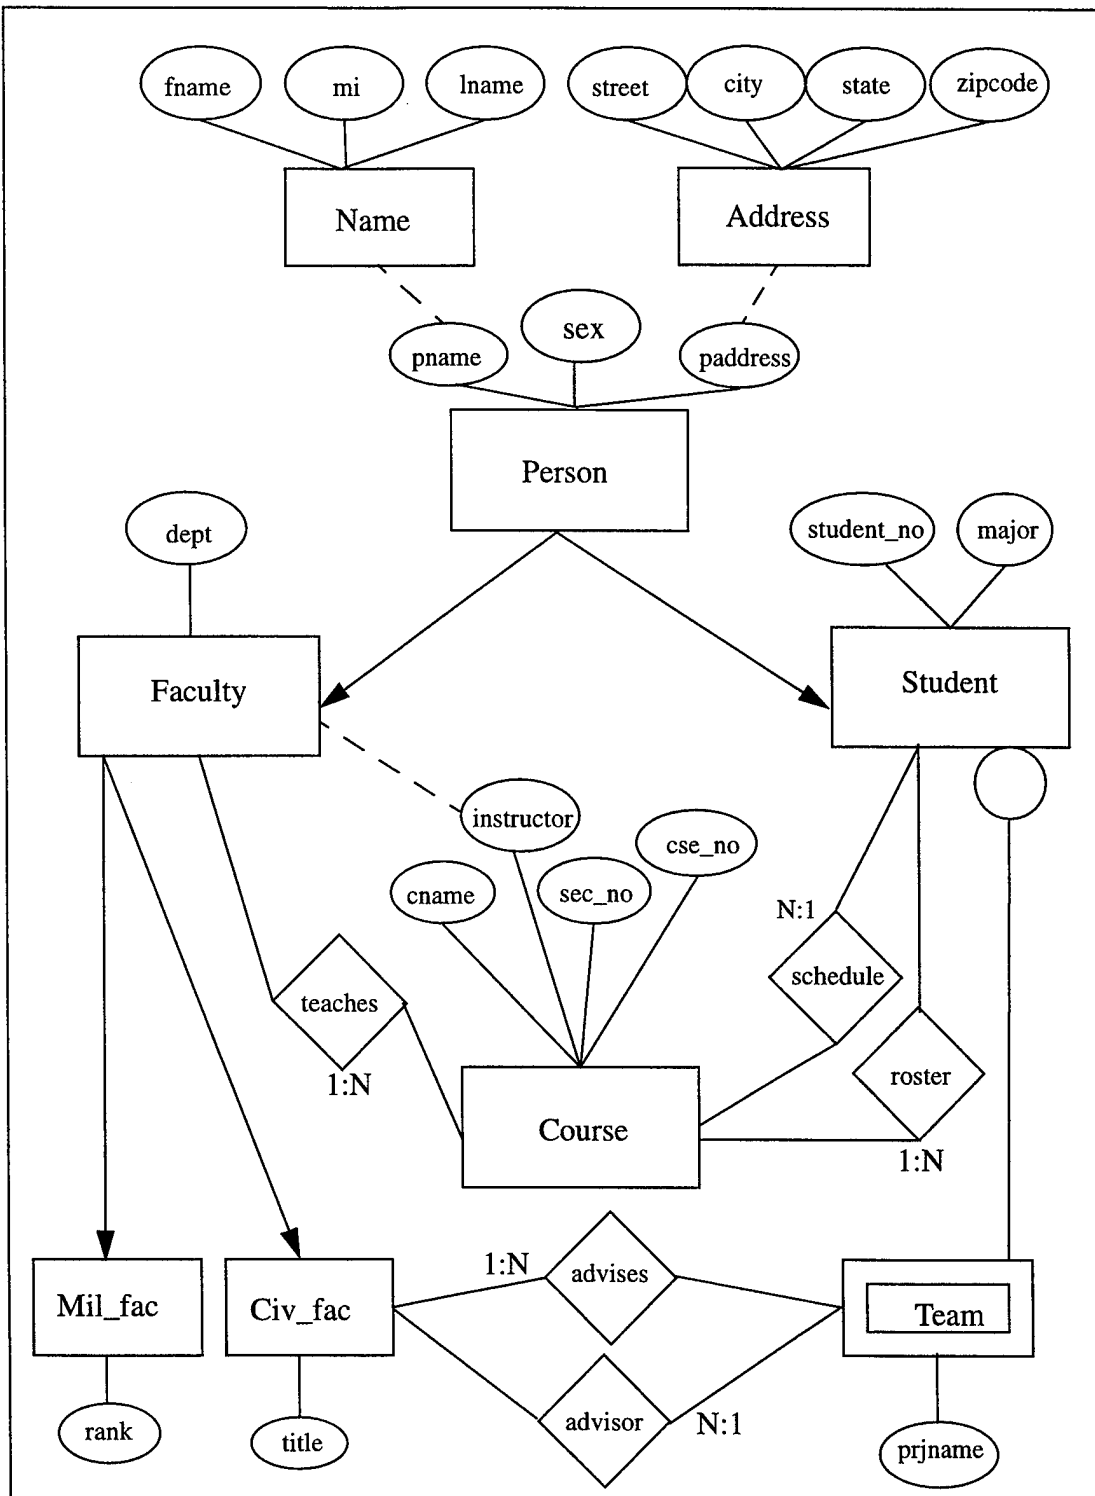 fname
mi
lname
street
city
state
zipcode
Name
Address
sex
pname
paddress
Person
dept
student_no
major
Faculty
Student
instructor
cse_no
cname
sec_no
N:1
schedule
teaches
1:N
roster
Course
1:N
1:N
advises
Mil_fac
Civ_fac
Team
rank
title
advisor
N:1
prjname